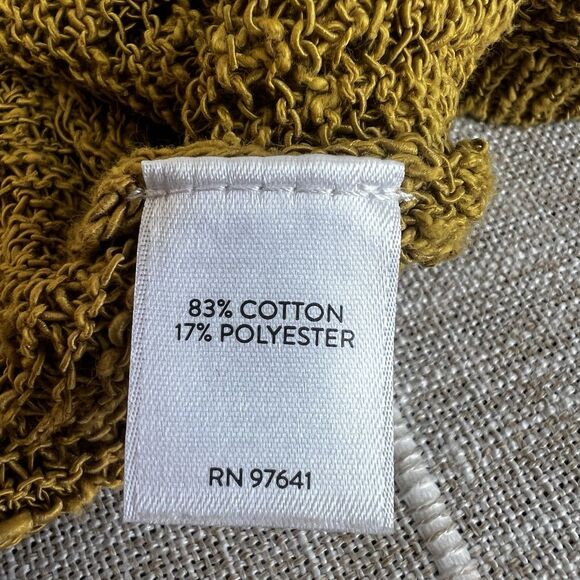 83% COTTON
17% POLYESTER
RN 97641